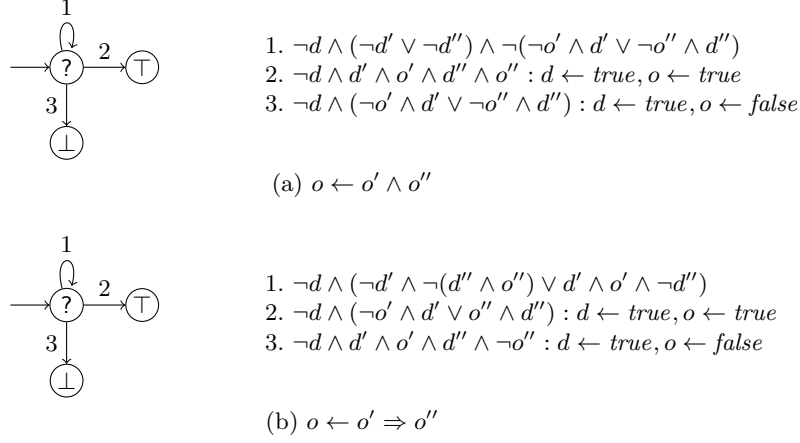 1
? 2 ⊤
3
⊥
1. ¬d ∧ (¬d′ ∨ ¬d″) ∧ ¬(¬o′ ∧ d′ ∨ ¬o″ ∧ d″)
2. ¬d ∧ d′ ∧ o′ ∧ d″ ∧ o″ : d ← true, o ← true
3. ¬d ∧ (¬o′ ∧ d′ ∨ ¬o″ ∧ d″) : d ← true, o ← false
(a) o ← o′ ∧ o″
1
? 2 ⊤
3
⊥
1. ¬d ∧ (¬d′ ∧ ¬(d″ ∧ o″) ∨ d′ ∧ o′ ∧ ¬d″)
2. ¬d ∧ (¬o′ ∧ d′ ∨ o″ ∧ d″) : d ← true, o ← true
3. ¬d ∧ d′ ∧ o′ ∧ d″ ∧ ¬o″ : d ← true, o ← false
(b) o ← o′ ⇒ o″